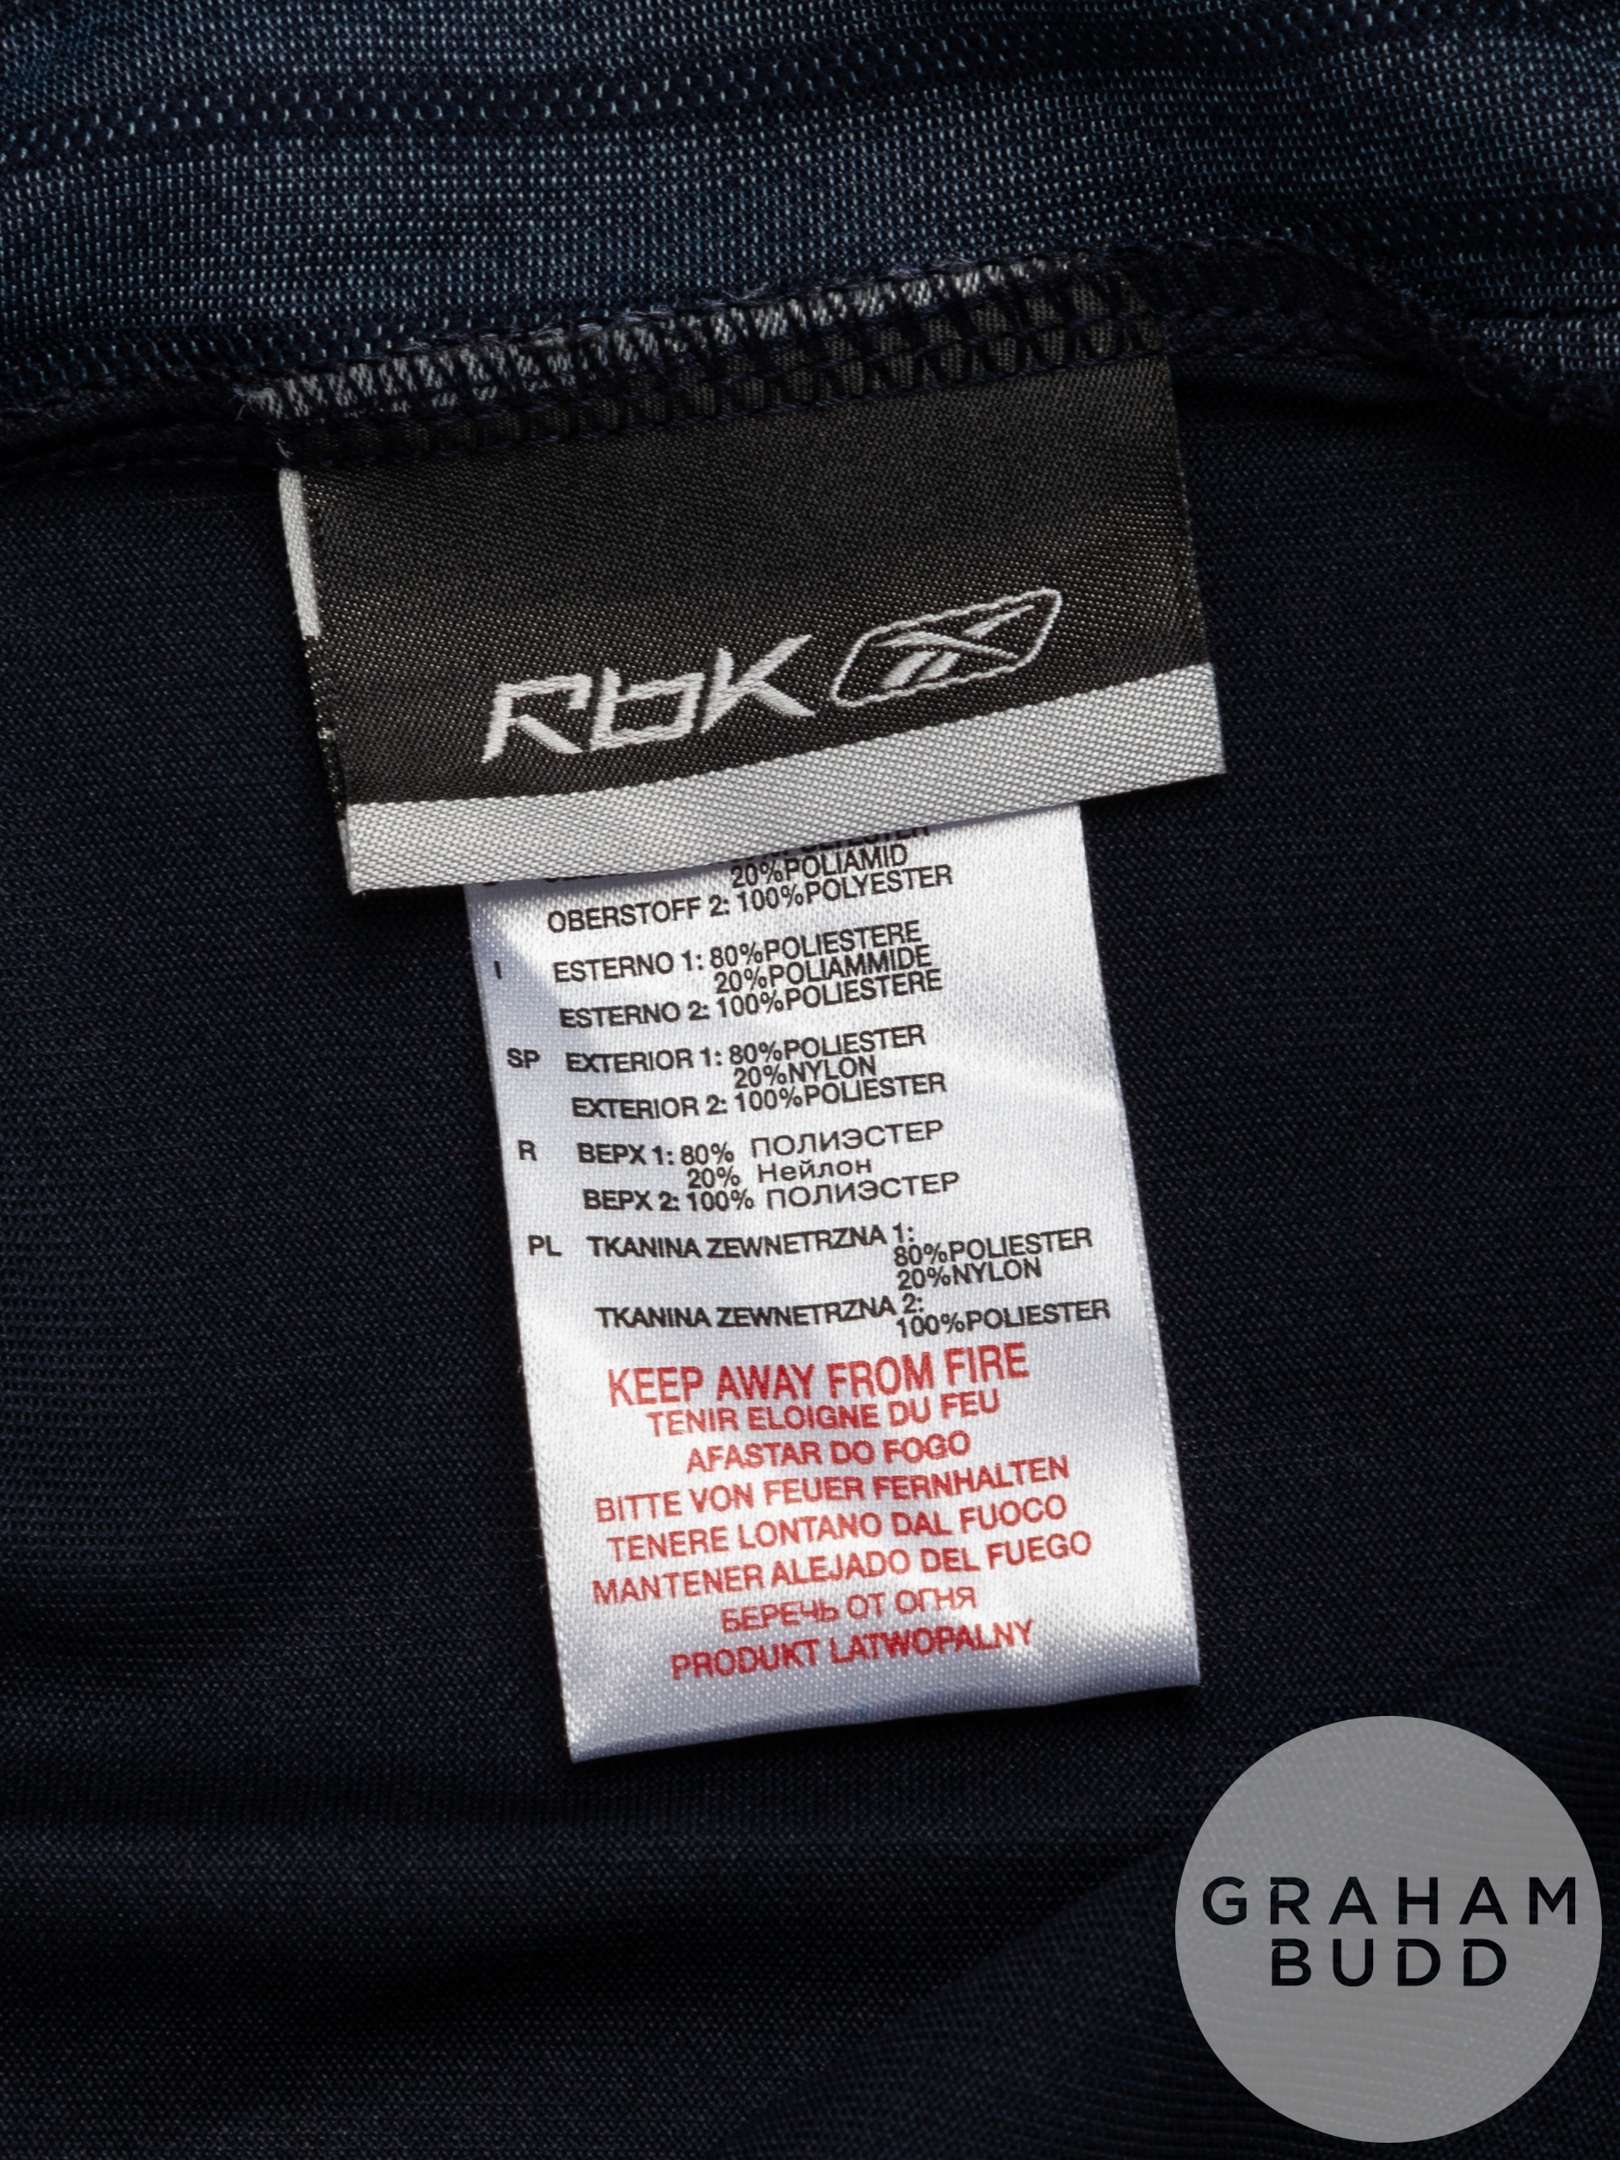 Rbk
20%POLIAMID
OBERSTOFF 2: 100%POLYESTER
I ESTERNO 1: 80%POLIESTERE
20%POLIAMMIDE
ESTERNO 2: 100%POLIESTERE
SP EXTERIOR 1: 80%POLIESTER
20%NYLON
EXTERIOR 2: 100%POLIESTER
R ВЕРХ 1: 80% ПОЛИЭСТЕР
20% Нейлон
ВЕРХ 2: 100% ПОЛИЭСТЕР
PL TKANINA ZEWNETRZNA 1:
80%POLIESTER
20%NYLON
TKANINA ZEWNETRZNA 2:
100%POLIESTER
KEEP AWAY FROM FIRE
TENIR ELOIGNE DU FEU
AFASTAR DO FOGO
BITTE VON FEUER FERNHALTEN
TENERE LONTANO DAL FUOCO
MANTENER ALEJADO DEL FUEGO
БЕРЕЧЬ ОТ ОГНЯ
PRODUKT LATWOPALNY
GRAHAM
BUDD